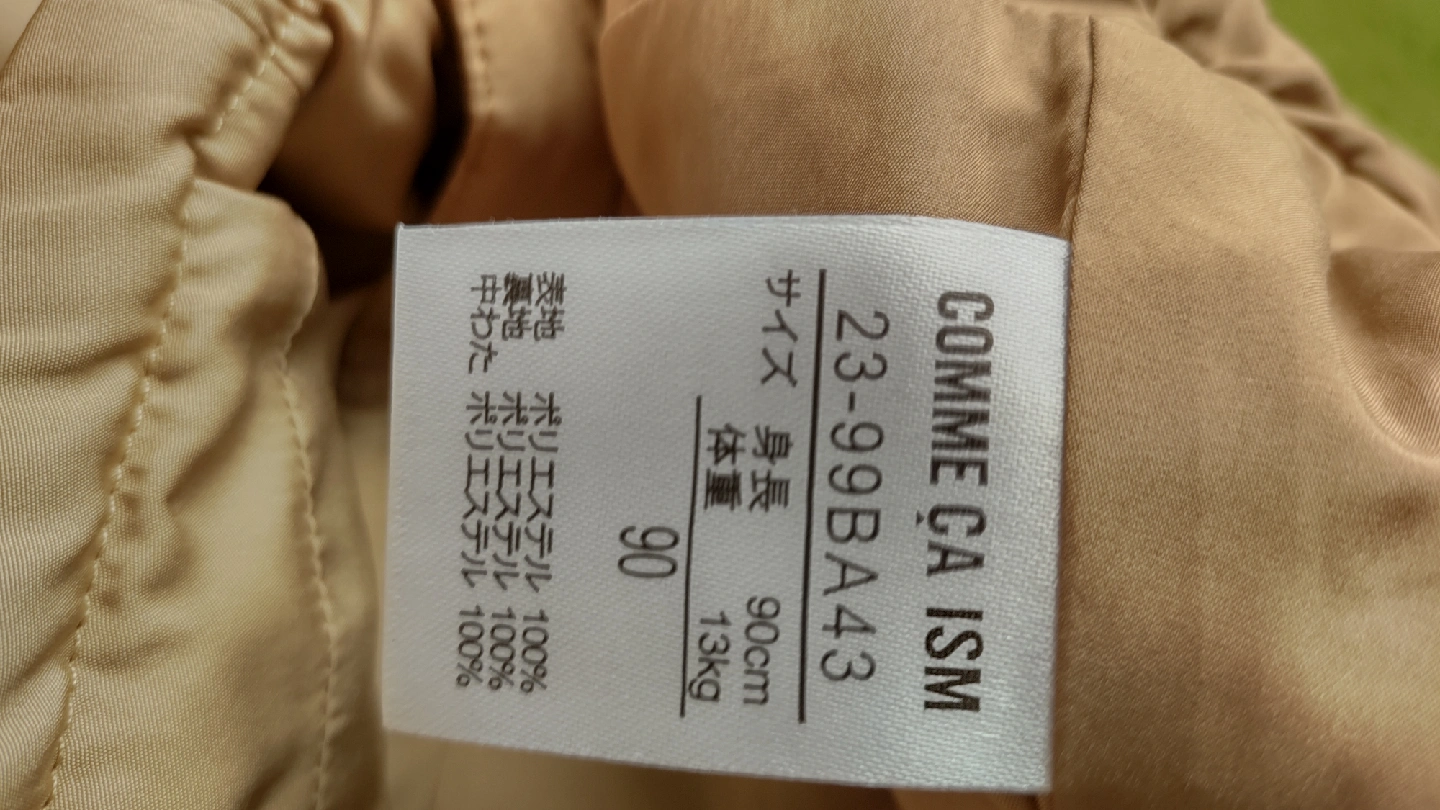 COMME ÇA ISM
23-99BA43
サイズ 身長 90cm
体重 13kg
90
表地 ポリエステル 100%
裏地 ポリエステル 100%
中わた ポリエステル 100%